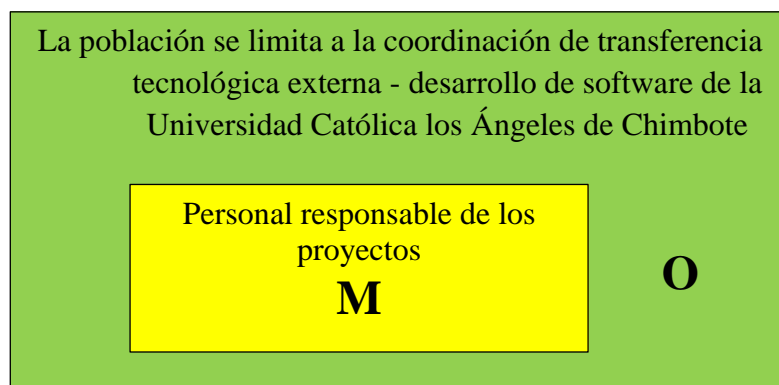 La población se limita a la coordinación de transferencia
tecnológica externa - desarrollo de software de la
Universidad Católica los Ángeles de Chimbote
Personal responsable de los
proyectos
M
O